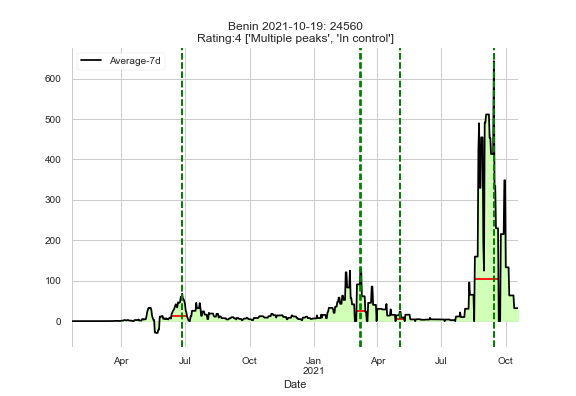 Benin 2021-10-19: 24560
Rating:4 ['Multiple peaks', 'In control']
Average-7d
600
500
400
300
200
100
0
Apr Jul Oct Jan Apr Jul Oct
2021
Date